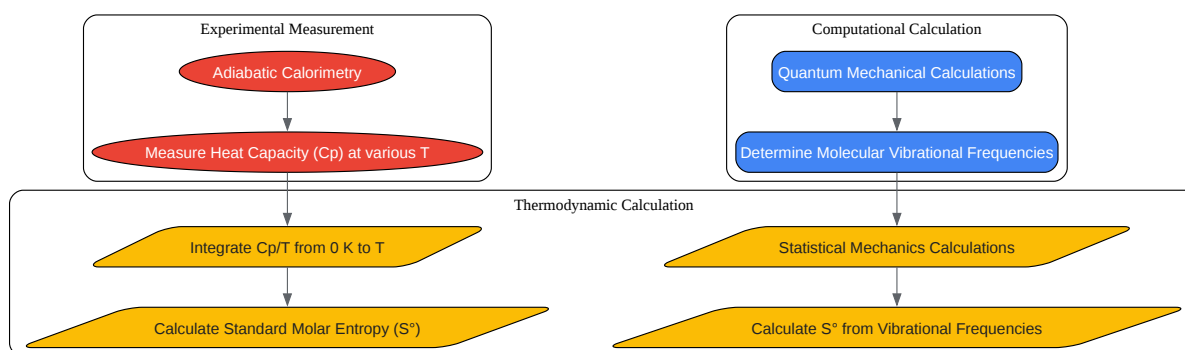 Experimental Measurement
Adiabatic Calorimetry
Measure Heat Capacity (Cp) at various T
Computational Calculation
Quantum Mechanical Calculations
Determine Molecular Vibrational Frequencies
Thermodynamic Calculation
Integrate Cp/T from 0 K to T
Calculate Standard Molar Entropy (S°)
Statistical Mechanics Calculations
Calculate S° from Vibrational Frequencies